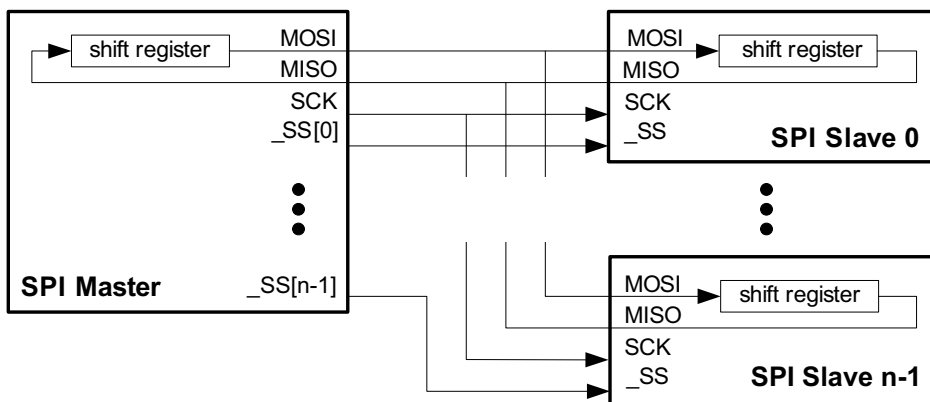 shift register
MOSI
MISO
SCK
_SS[0]
SPI Master
_SS[n-1]
MOSI
shift register
MISO
SCK
_SS
SPI Slave 0
MOSI
shift register
MISO
SCK
_SS
SPI Slave n-1